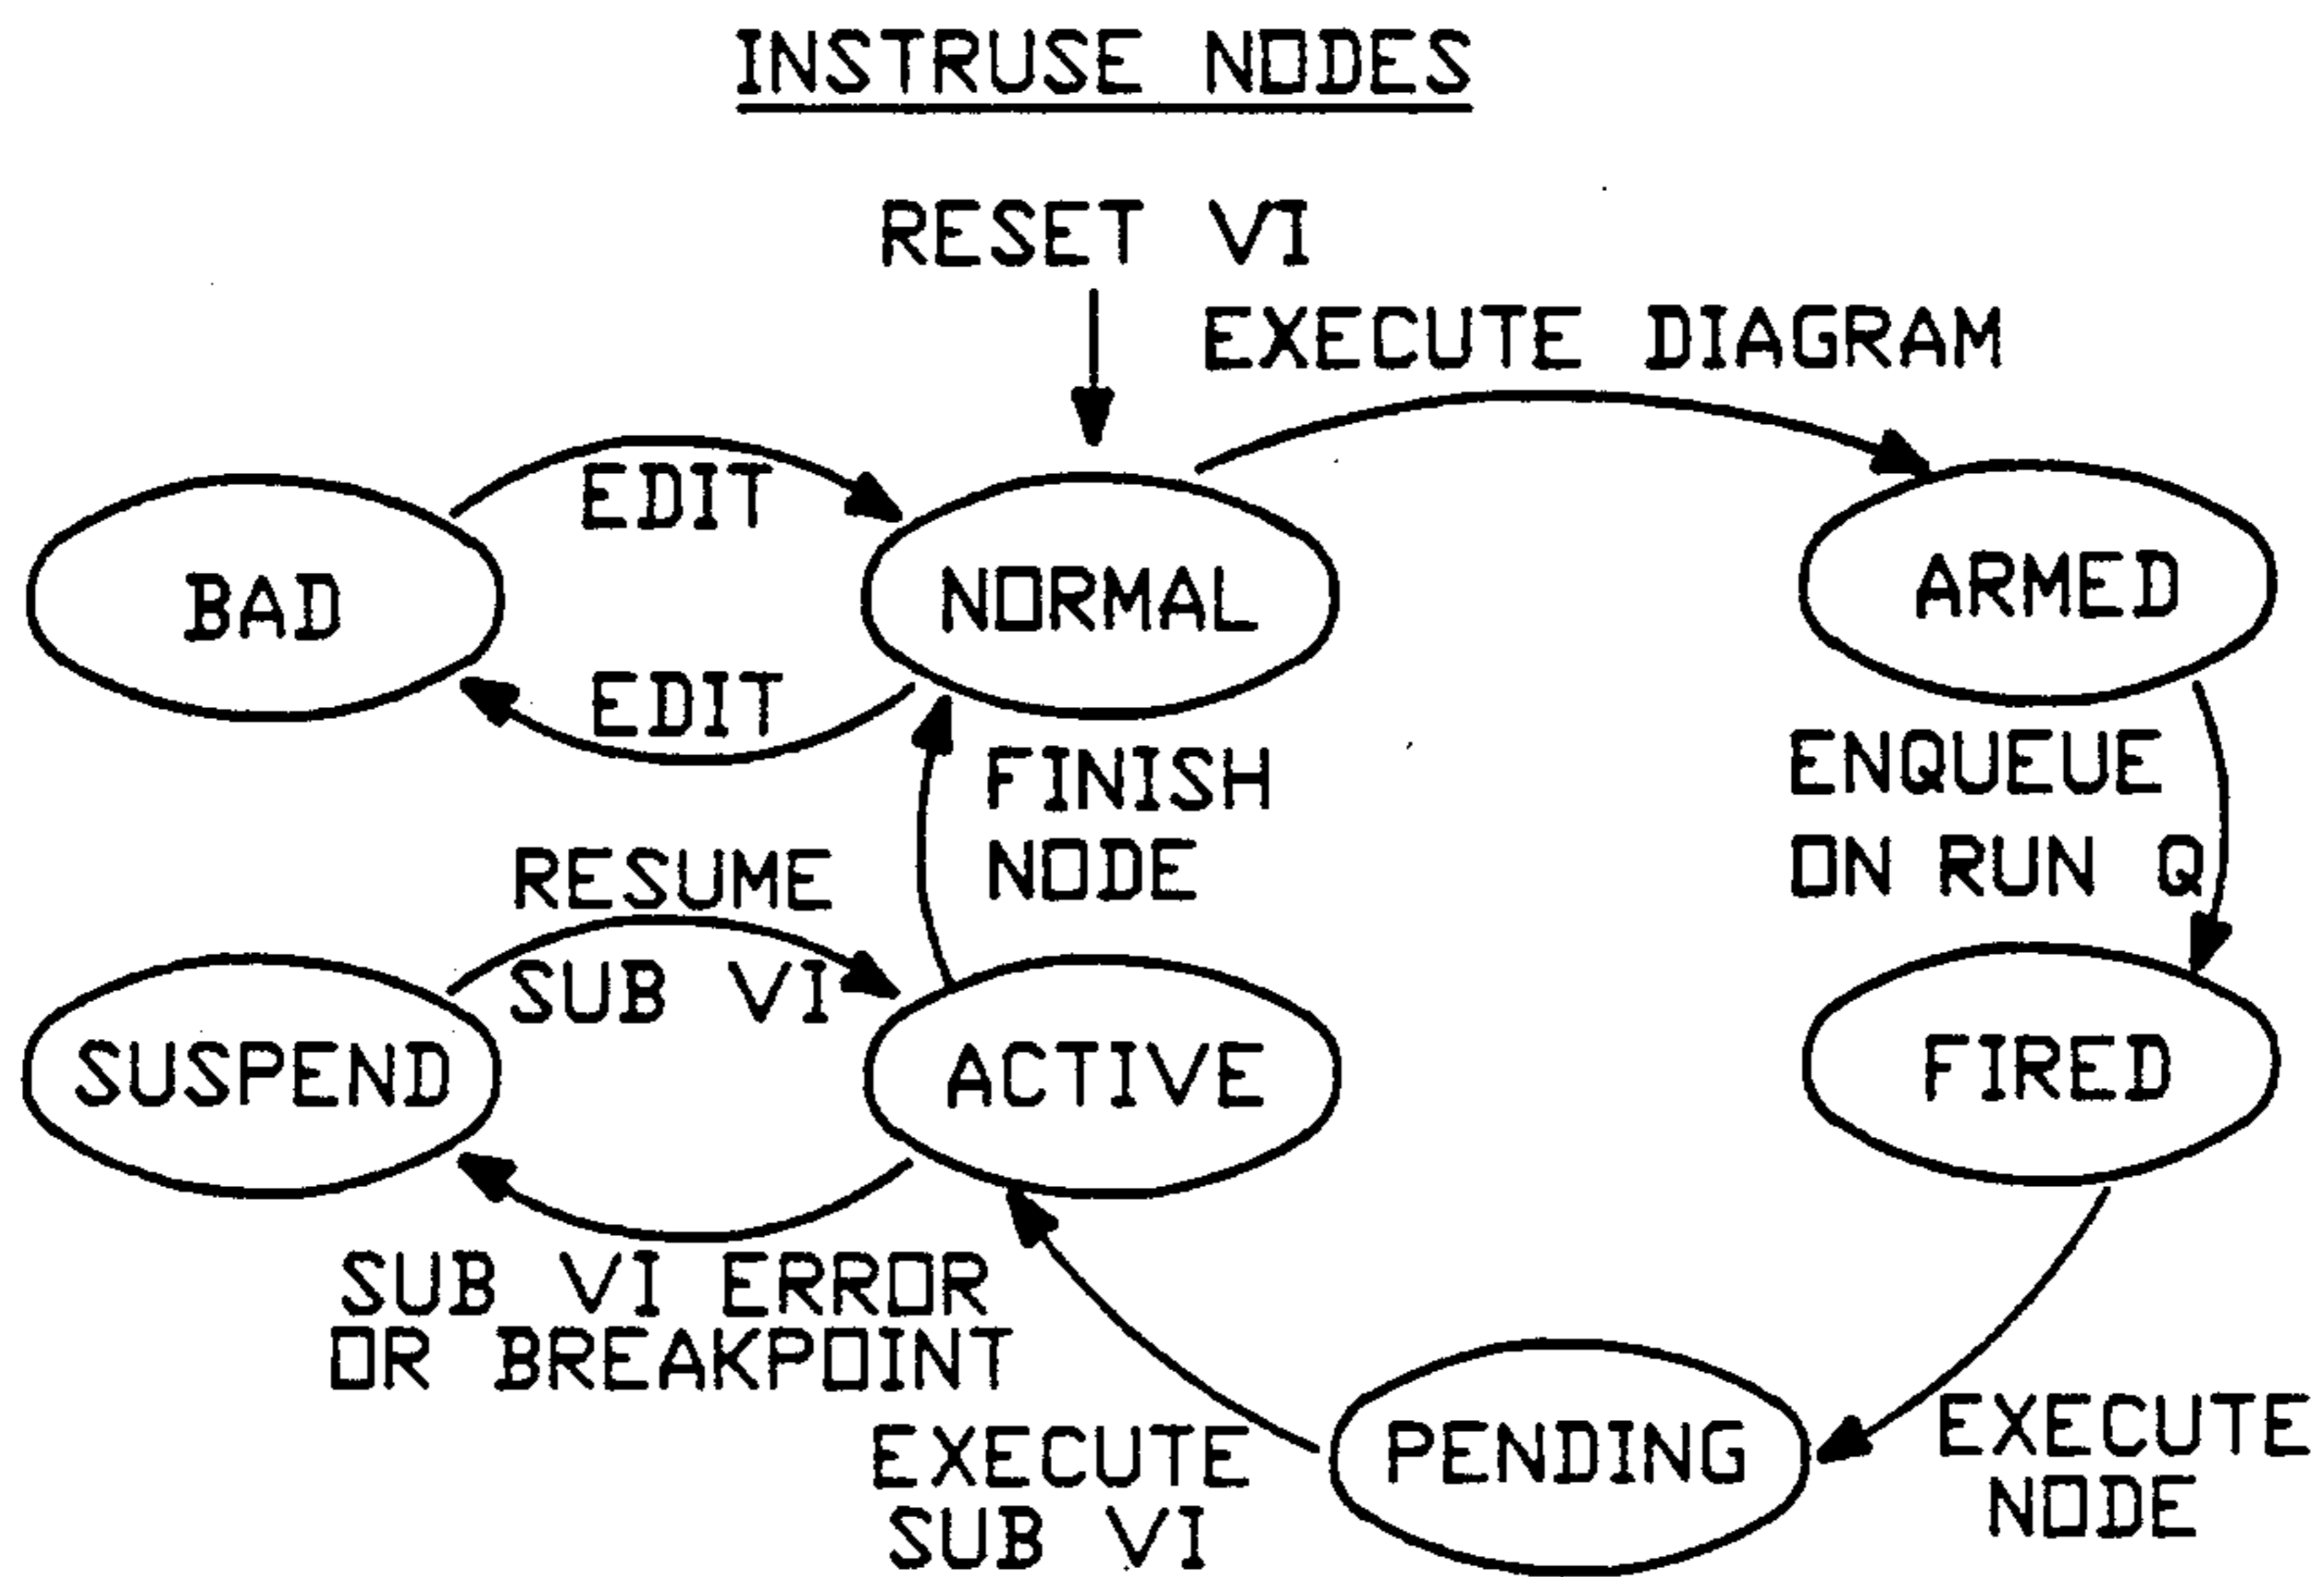 INSTRUSE NODES
RESET VI
EXECUTE DIAGRAM
EDIT
BAD
NORMAL
ARMED
EDIT
FINISH
NODE
ENQUEUE
ON RUN Q
RESUME
SUB VI
SUSPEND
ACTIVE
FIRED
SUB VI ERROR
OR BREAKPOINT
EXECUTE
SUB VI
PENDING
EXECUTE
NODE